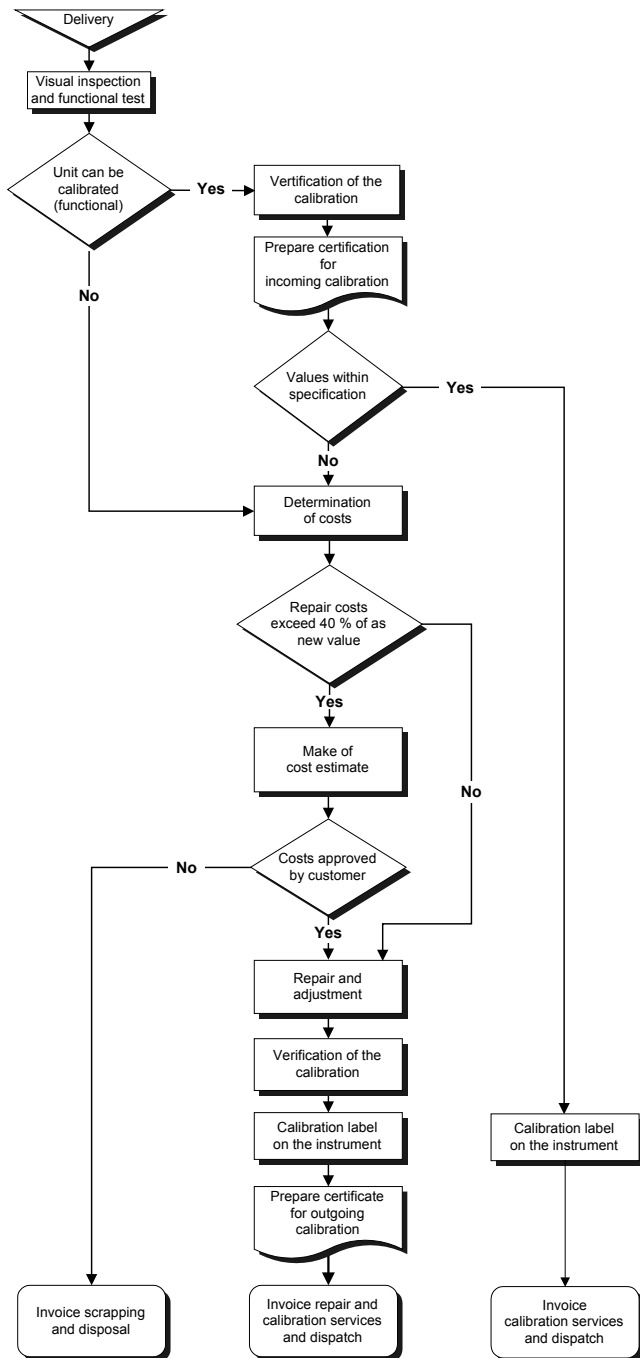 Delivery
Visual inspection
and functional test
Unit can be
calibrated
(functional)
Yes
Vertification of the
calibration
Prepare certification
for
incoming calibration
No
Values within
specification
Yes
No
Determination
of costs
Repair costs
exceed 40 % of as
new value
Yes
Make of
cost estimate
No
No
Costs approved
by customer
Yes
Repair and
adjustment
Verification of the
calibration
Calibration label
on the instrument
Calibration label
on the instrument
Prepare certificate
for outgoing
calibration
Invoice scrapping
and disposal
Invoice repair and
calibration services
and dispatch
Invoice
calibration services
and dispatch